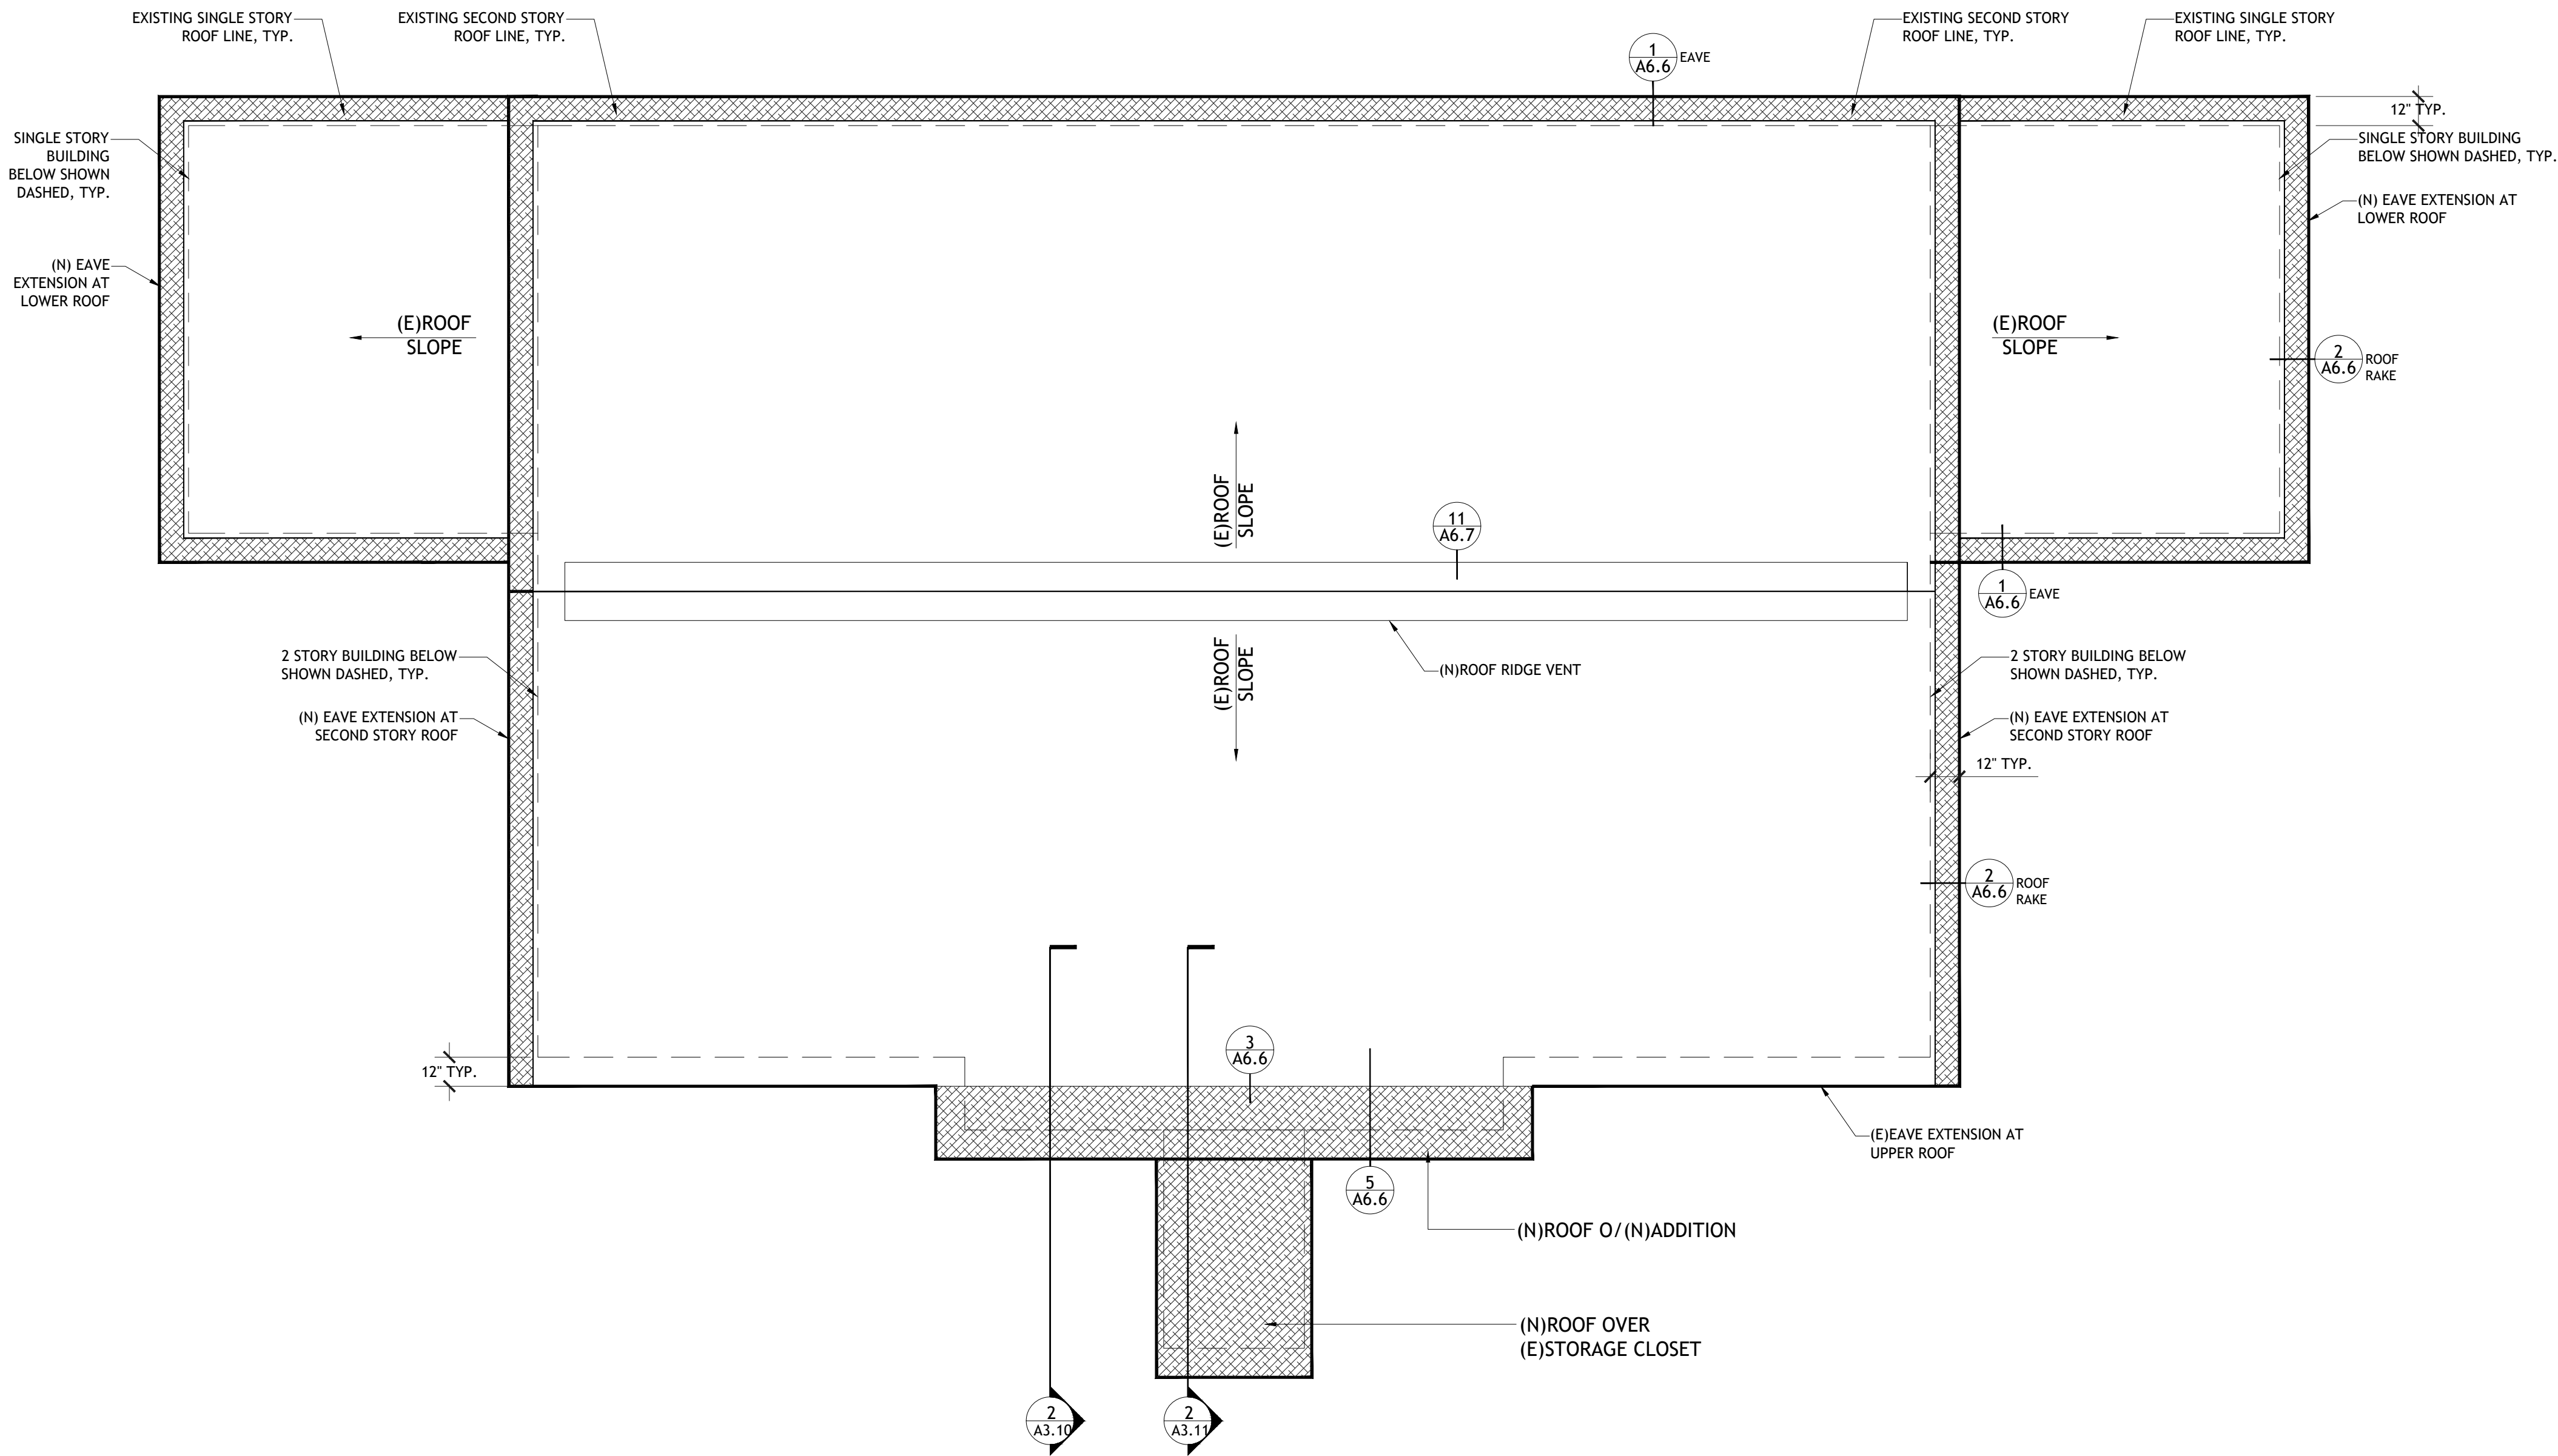 EXISTING SINGLE STORY
ROOF LINE, TYP.
EXISTING SECOND STORY
ROOF LINE, TYP.
1
A6.6
EAVE
EXISTING SECOND STORY
ROOF LINE, TYP.
EXISTING SINGLE STORY
ROOF LINE, TYP.
12" TYP.
SINGLE STORY
BUILDING
BELOW SHOWN
DASHED, TYP.
SINGLE STORY BUILDING
BELOW SHOWN DASHED, TYP.
(N) EAVE EXTENSION AT
LOWER ROOF
(N) EAVE
EXTENSION AT
LOWER ROOF
(E)ROOF
SLOPE
(E)ROOF
SLOPE
2
A6.6
ROOF
RAKE
(E)ROOF
SLOPE
11
A6.7
1
A6.6
EAVE
(E)ROOF
SLOPE
(N)ROOF RIDGE VENT
2 STORY BUILDING BELOW
SHOWN DASHED, TYP.
2 STORY BUILDING BELOW
SHOWN DASHED, TYP.
(N) EAVE EXTENSION AT
SECOND STORY ROOF
(N) EAVE EXTENSION AT
SECOND STORY ROOF
12" TYP.
2
A6.6
ROOF
RAKE
3
A6.6
12" TYP.
(E)EAVE EXTENSION AT
UPPER ROOF
5
A6.6
(N)ROOF O/(N)ADDITION
(N)ROOF OVER
(E)STORAGE CLOSET
2
A3.10
2
A3.11